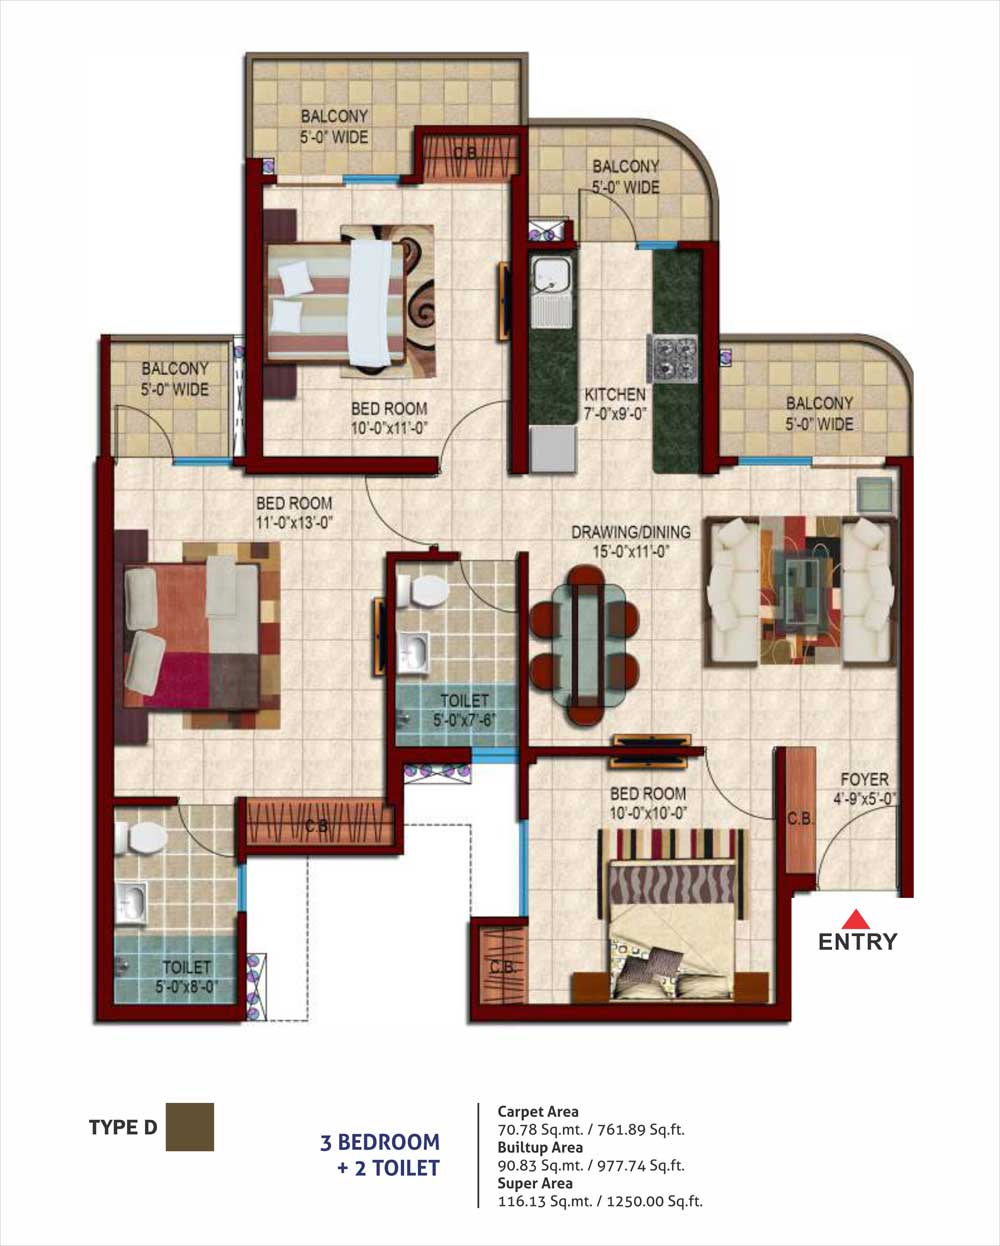 BALCONY
5'-0" WIDE
C.B.
BALCONY
5'-0" WIDE
BALCONY
5'-0" WIDE
BED ROOM
10'-0"x11'-0"
KITCHEN
7'-0"x9'-0"
BALCONY
5'-0" WIDE
BED ROOM
11'-0"x13'-0"
DRAWING/DINING
15'-0"x11'-0"
TOILET
5'-0"x7'-6"
BED ROOM
10'-0"x10'-0"
FOYER
4'-9"x5'-0"
C.B.
C.B.
ENTRY
C.B.
TOILET
5'-0"x8'-0"
TYPE D
3 BEDROOM
+ 2 TOILET
Carpet Area
70.78 Sq.mt. / 761.89 Sq.ft.
Builtup Area
90.83 Sq.mt. / 977.74 Sq.ft.
Super Area
116.13 Sq.mt. / 1250.00 Sq.ft.